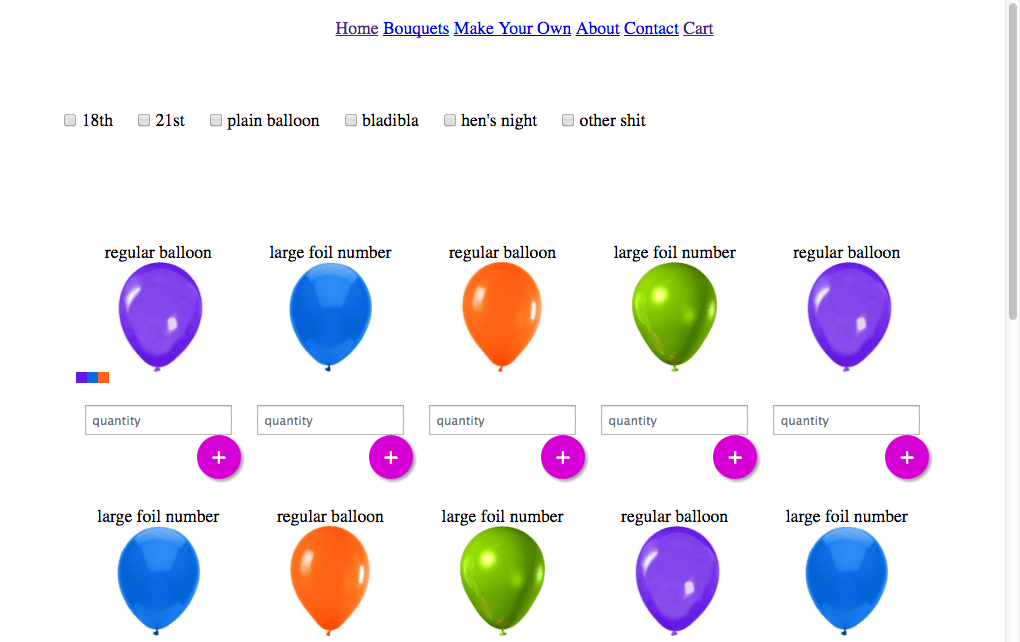 Home Bouquets Make Your Own About Contact Cart
18th 21st plain balloon bladibla hen's night other shit
regular balloon large foil number regular balloon large foil number regular balloon
quantity quantity quantity quantity quantity
+ + + + +
large foil number regular balloon large foil number regular balloon large foil number